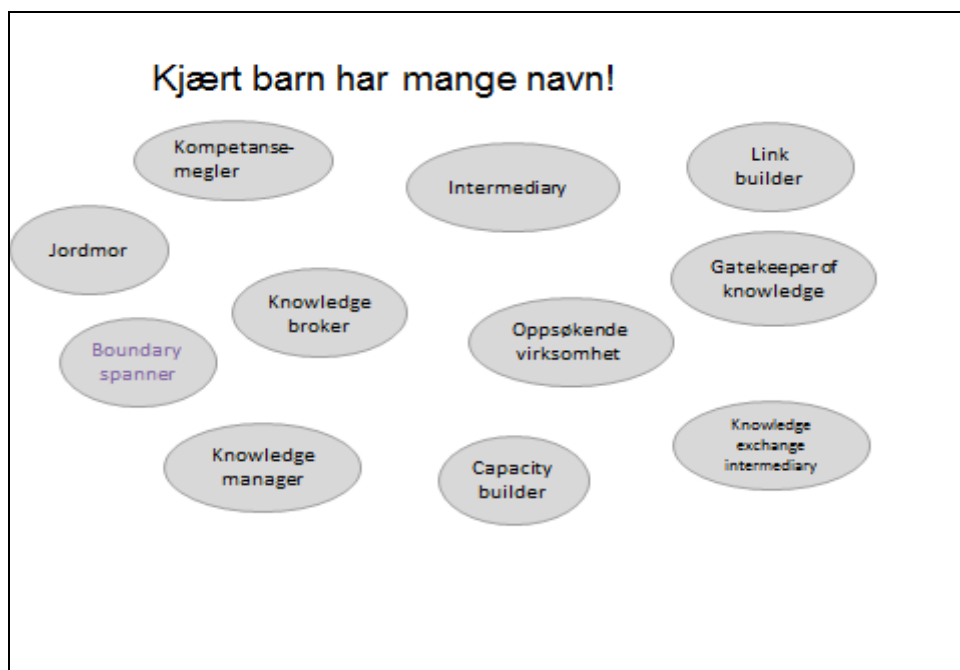 Kjært barn har mange navn!
Kompetanse-
megler
Intermediary
Link
builder
Jordmor
Gatekeeper of
knowledge
Knowledge
broker
Oppsøkende
virksomhet
Boundary
spanner
Knowledge
manager
Capacity
builder
Knowledge
exchange
intermediary